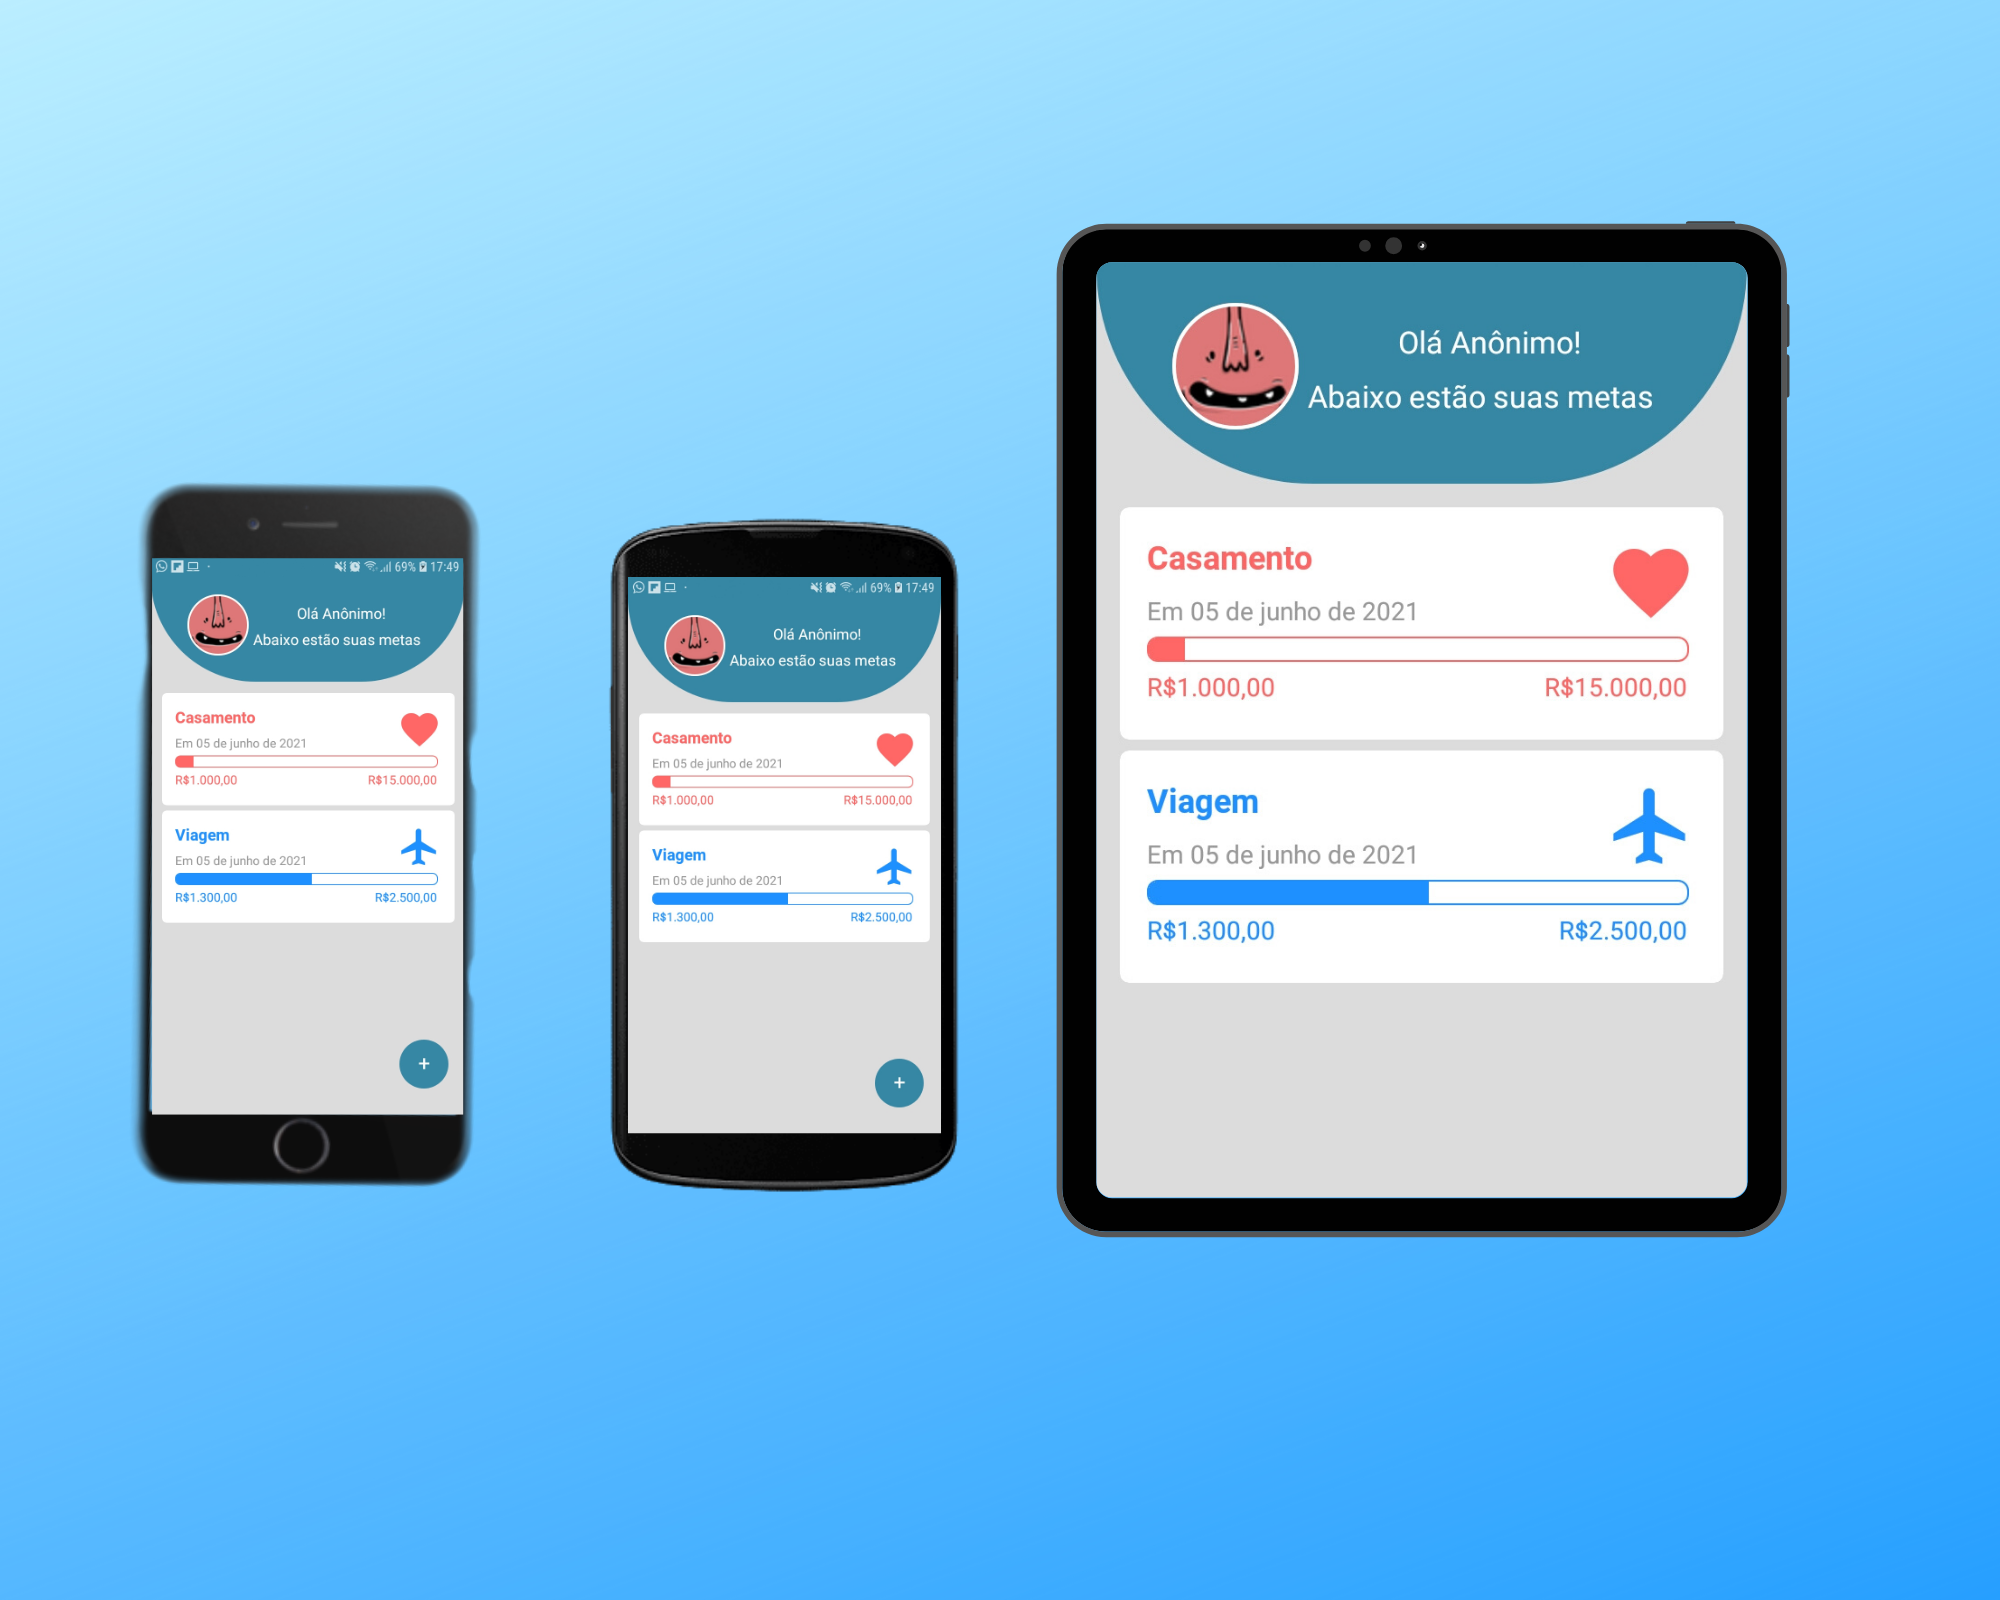 69% 17:49
Olá Anônimo!
Abaixo estão suas metas
Casamento
Em 05 de junho de 2021
R$1.000,00 R$15.000,00
Viagem
Em 05 de junho de 2021
R$1.300,00 R$2.500,00
+
69% 17:49
Olá Anônimo!
Abaixo estão suas metas
Casamento
Em 05 de junho de 2021
R$1.000,00 R$15.000,00
Viagem
Em 05 de junho de 2021
R$1.300,00 R$2.500,00
+
Olá Anônimo!
Abaixo estão suas metas
Casamento
Em 05 de junho de 2021
R$1.000,00 R$15.000,00
Viagem
Em 05 de junho de 2021
R$1.300,00 R$2.500,00